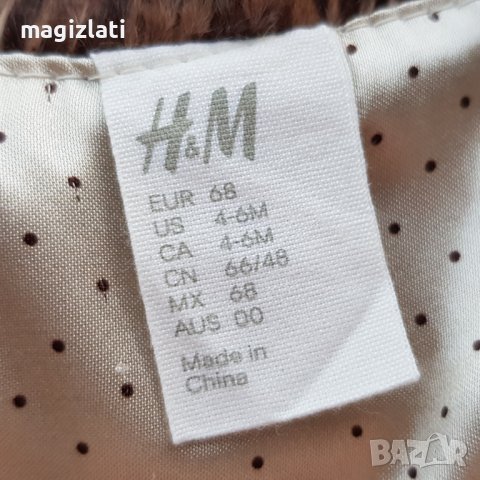 magizlati
H&M
EUR 68
US 4-6M
CA 4-6M
CN 66/48
MX 68
AUS 00
Made in
China
BAZAR